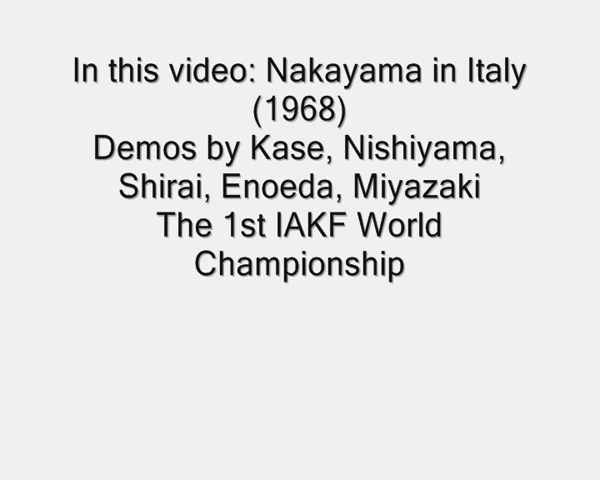 In this video: Nakayama in Italy
(1968)
Demos by Kase, Nishiyama,
Shirai, Enoeda, Miyazaki
The 1st IAKF World
Championship